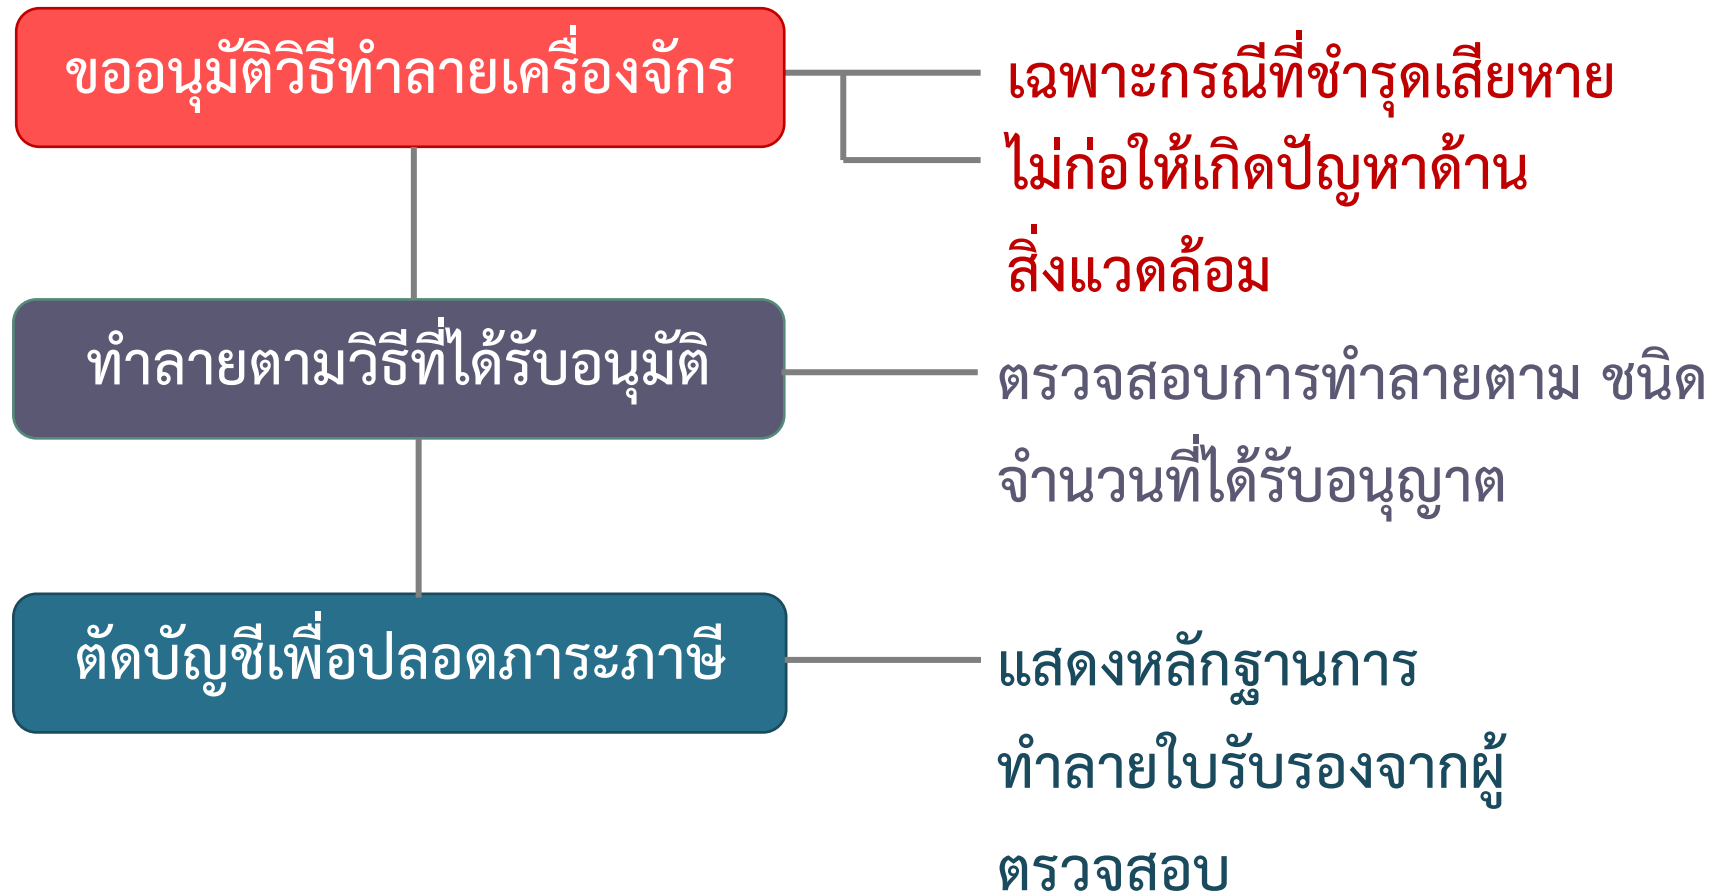 ขออนุมัติวิธีทำลายเครื่องจักร
เฉพาะกรณีที่ชำรุดเสียหาย
ไม่ก่อให้เกิดปัญหาด้าน
สิ่งแวดล้อม
ทำลายตามวิธีที่ได้รับอนุมัติ
ตรวจสอบการทำลายตาม ชนิด
จำนวนที่ได้รับอนุญาต
ตัดบัญชีเพื่อปลอดภาระภาษี
แสดงหลักฐานการ
ทำลายใบรับรองจากผู้
ตรวจสอบ